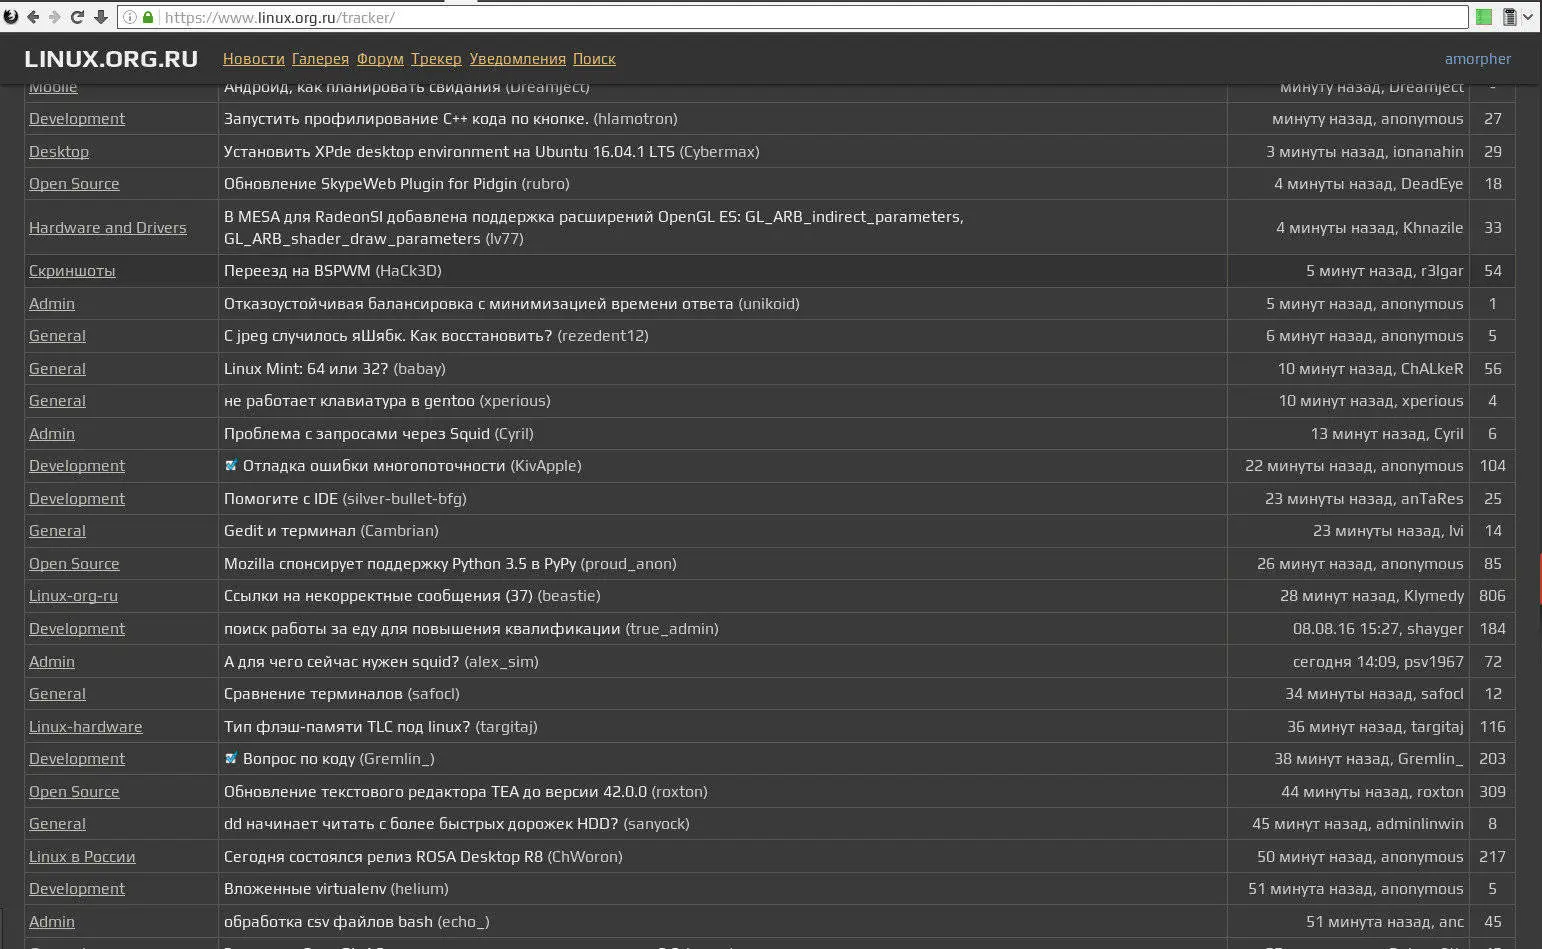 https://www.linux.org.ru/tracker/
LINUX.ORG.RU Новости Галерея Форум Трекер Уведомления Поиск amorpher
Mobile Андроид, как планировать свидания (Dreamject) минуту назад, Dreamject -
Development Запустить профилирование C++ кода по кнопке. (hlamotron) минуту назад, anonymous 27
Desktop Установить XPde desktop environment на Ubuntu 16.04.1 LTS (Cybermax) 3 минуты назад, ionanahin 29
Open Source Обновление SkypeWeb Plugin for Pidgin (rubro) 4 минуты назад, DeadEye 18
Hardware and Drivers В MESA для RadeonSI добавлена поддержка расширений OpenGL ES: GL_ARB_indirect_parameters,
GL_ARB_shader_draw_parameters (lv77) 4 минуты назад, Khnazile 33
Скриншоты Переезд на BSPWM (HaCk3D) 5 минут назад, r3lgar 54
Admin Отказоустойчивая балансировка с минимизацией времени ответа (unikoid) 5 минут назад, anonymous 1
General С jpeg случилось яШябк. Как восстановить? (rezedent12) 6 минут назад, anonymous 5
General Linux Mint: 64 или 32? (babay) 10 минут назад, ChALkeR 56
General не работает клавиатура в gentoo (xperious) 10 минут назад, xperious 4
Admin Проблема с запросами через Squid (Cyril) 13 минут назад, Cyril 6
Development Отладка ошибки многопоточности (KivApple) 22 минуты назад, anonymous 104
Development Помогите с IDE (silver-bullet-bfg) 23 минуты назад, anTaRes 25
General Gedit и терминал (Cambrian) 23 минуты назад, lvi 14
Open Source Mozilla спонсирует поддержку Python 3.5 в PyPy (proud_anon) 26 минут назад, anonymous 85
Linux-org-ru Ссылки на некорректные сообщения (37) (beastie) 28 минут назад, Klymedy 806
Development поиск работы за еду для повышения квалификации (true_admin) 08.08.16 15:27, shayger 184
Admin А для чего сейчас нужен squid? (alex_sim) сегодня 14:09, psv1967 72
General Сравнение терминалов (safocl) 34 минуты назад, safocl 12
Linux-hardware Тип флэш-памяти TLC под linux? (targitaj) 36 минут назад, targitaj 116
Development Вопрос по коду (Gremlin_) 38 минут назад, Gremlin_ 203
Open Source Обновление текстового редактора TEA до версии 42.0.0 (roxton) 44 минуты назад, roxton 309
General dd начинает читать с более быстрых дорожек HDD? (sanyock) 45 минут назад, adminlinwin 8
Linux в России Сегодня состоялся релиз ROSA Desktop R8 (ChWoron) 50 минут назад, anonymous 217
Development Вложенные virtualenv (helium) 51 минута назад, anonymous 5
Admin обработка csv файлов bash (echo_) 51 минута назад, anc 45